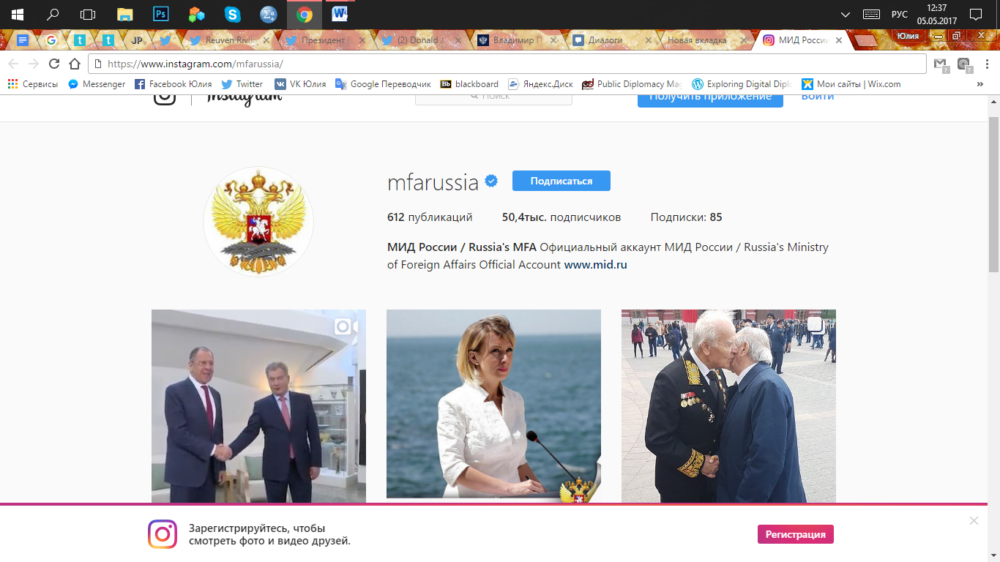 12:37
РУС
05.05.2017
JP
Reuven Rivli
Президент В
(2) Donald J
Владимир П
Диалоги
Новая вкладка
МИД России
Юлия
https://www.instagram.com/mfarussia/
Сервисы
Messenger
Facebook Юлия
Twitter
VK Юлия
Google Переводчик
Bb blackboard
Яндекс.Диск
Public Diplomacy Mag
Exploring Digital Diplo
Мои сайты | Wix.com
Instagram
Поиск
Получить приложение
Войти
mfarussia
Подписаться
612 публикаций
50,4тыс. подписчиков
Подписки: 85
МИД России / Russia's MFA Официальный аккаунт МИД России / Russia's Ministry
of Foreign Affairs Official Account www.mid.ru
Зарегистрируйтесь, чтобы
смотреть фото и видео друзей.
Регистрация